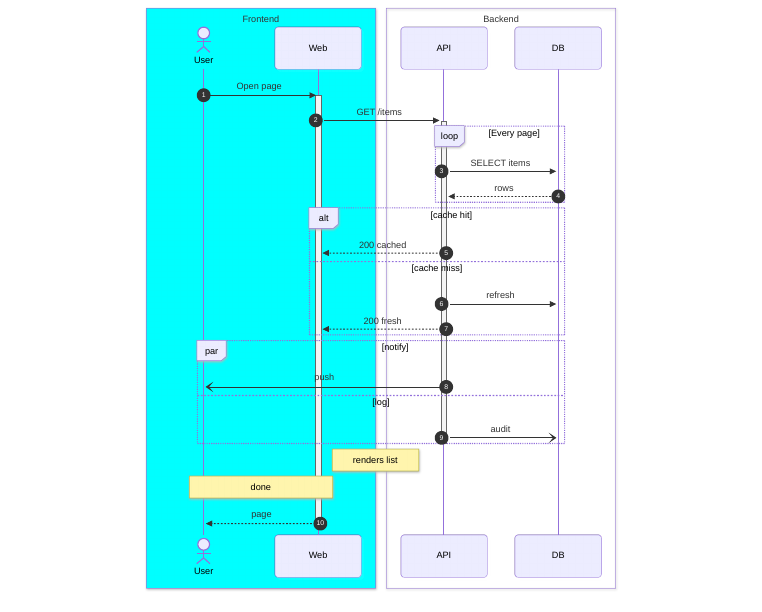 Frontend
Backend
User
Web
API
DB
1
Open page
2
GET /items
loop
[Every page]
3
SELECT items
rows
4
alt
[cache hit]
200 cached
5
[cache miss]
6
refresh
200 fresh
7
par
[notify]
push
8
[log]
9
audit
renders list
done
page
10
User
Web
API
DB